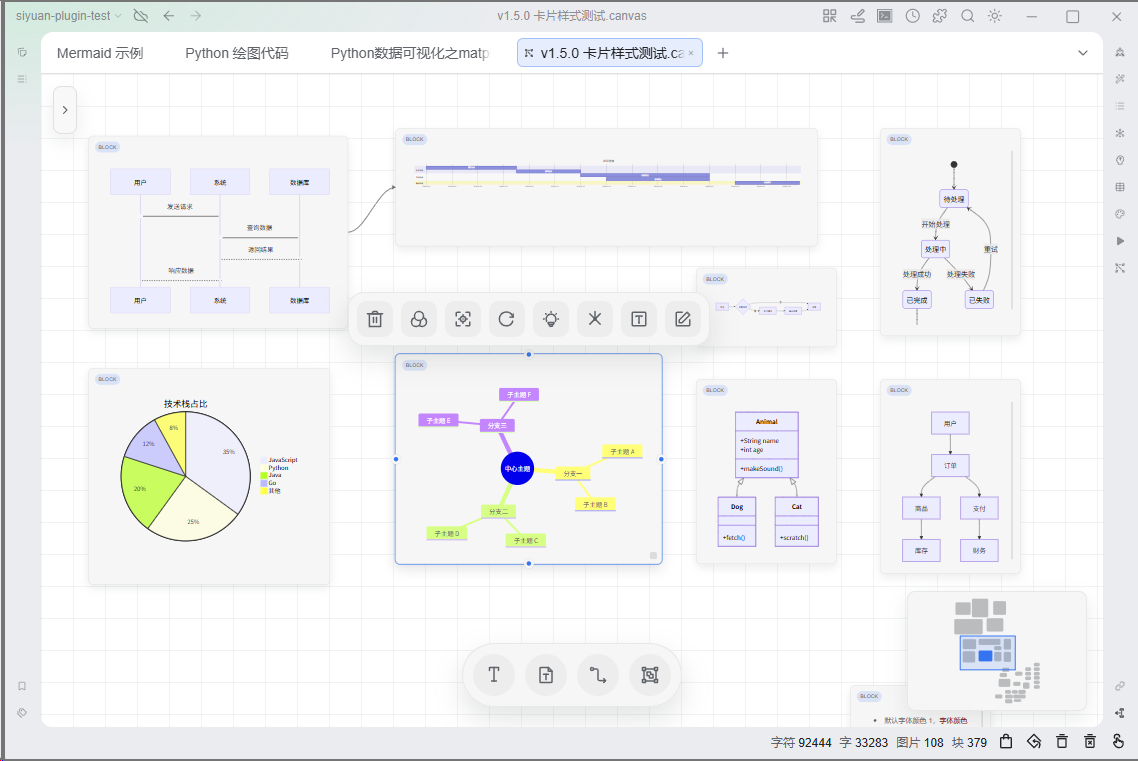 siyuan-plugin-test
v1.5.0 卡片样式测试.canvas
Mermaid 示例
Python 绘图代码
Python数据可视化之matp
v1.5.0 卡片样式测试.ca
BLOCK
用户
系统
数据库
发送请求
查询数据
返回结果
响应数据
用户
系统
数据库
BLOCK
BLOCK
待处理
开始处理
处理中
重试
处理成功
处理失败
已完成
已失败
BLOCK
BLOCK
技术栈占比
8%
35%
12%
20%
25%
JavaScript
Python
Java
Go
其他
BLOCK
子主题 F
子主题 E
分支三
子主题 A
中心主题
分支一
子主题 B
分支二
子主题 D
子主题 C
BLOCK
Animal
+String name
+int age
+makeSound()
Dog
Cat
+fetch()
+scratch()
BLOCK
用户
订单
商品
支付
库存
财务
BLOCK
默认字体颜色 1，字体颜色
字符 92444 字 33283 图片 108 块 379